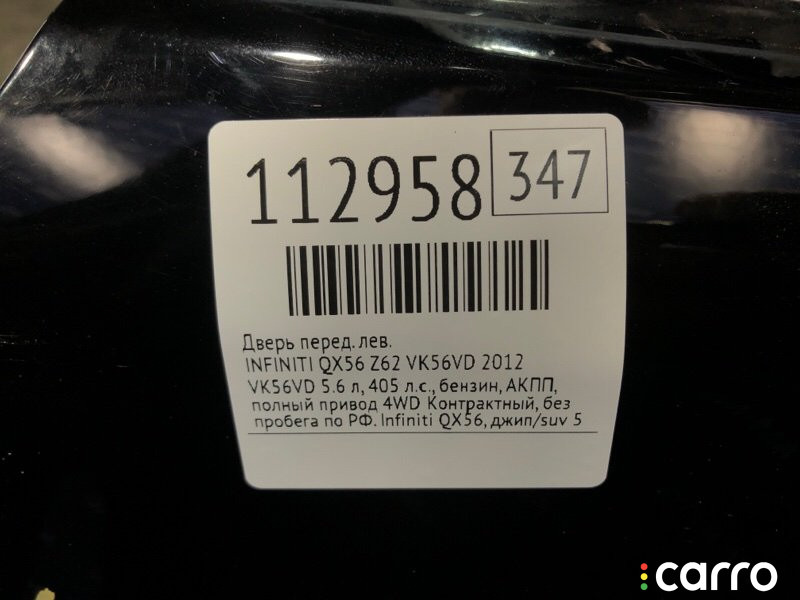 112958 347
Дверь перед. лев.
INFINITI QX56 Z62 VK56VD 2012
VK56VD 5.6 л, 405 л.с., бензин, АКПП,
полный привод 4WD Контрактный, без
пробега по РФ. Infiniti QX56, джип/suv 5
carro